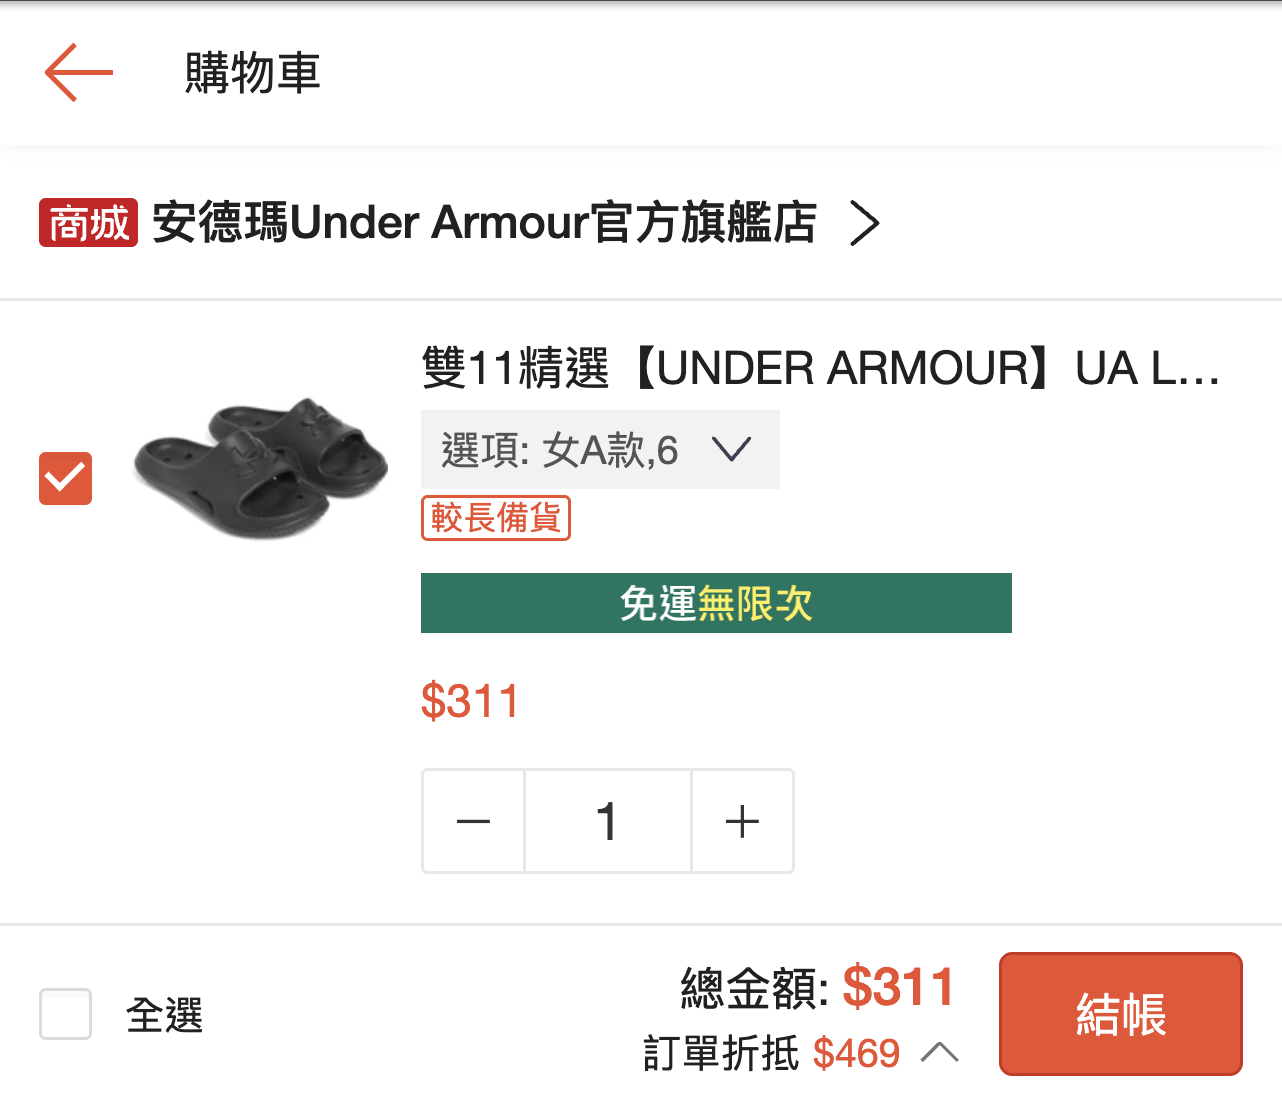 購物車
商城 安德瑪Under Armour官方旗艦店
雙11精選【UNDER ARMOUR】UA L...
選項: 女A款,6
較長備貨
免運無限次
$311
1
全選
總金額: $311
訂單折抵 $469
結帳